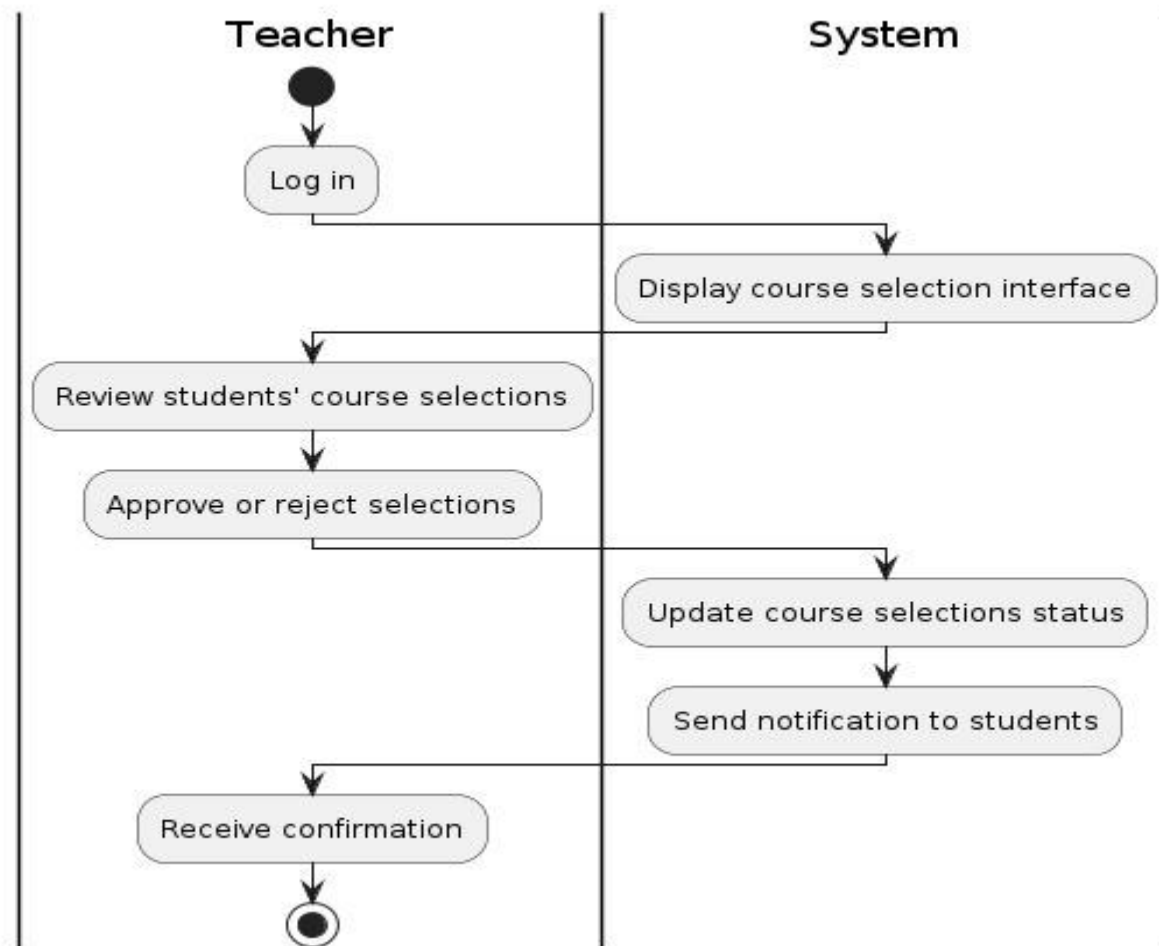 Teacher
System
Log in
Display course selection interface
Review students' course selections
Approve or reject selections
Update course selections status
Send notification to students
Receive confirmation